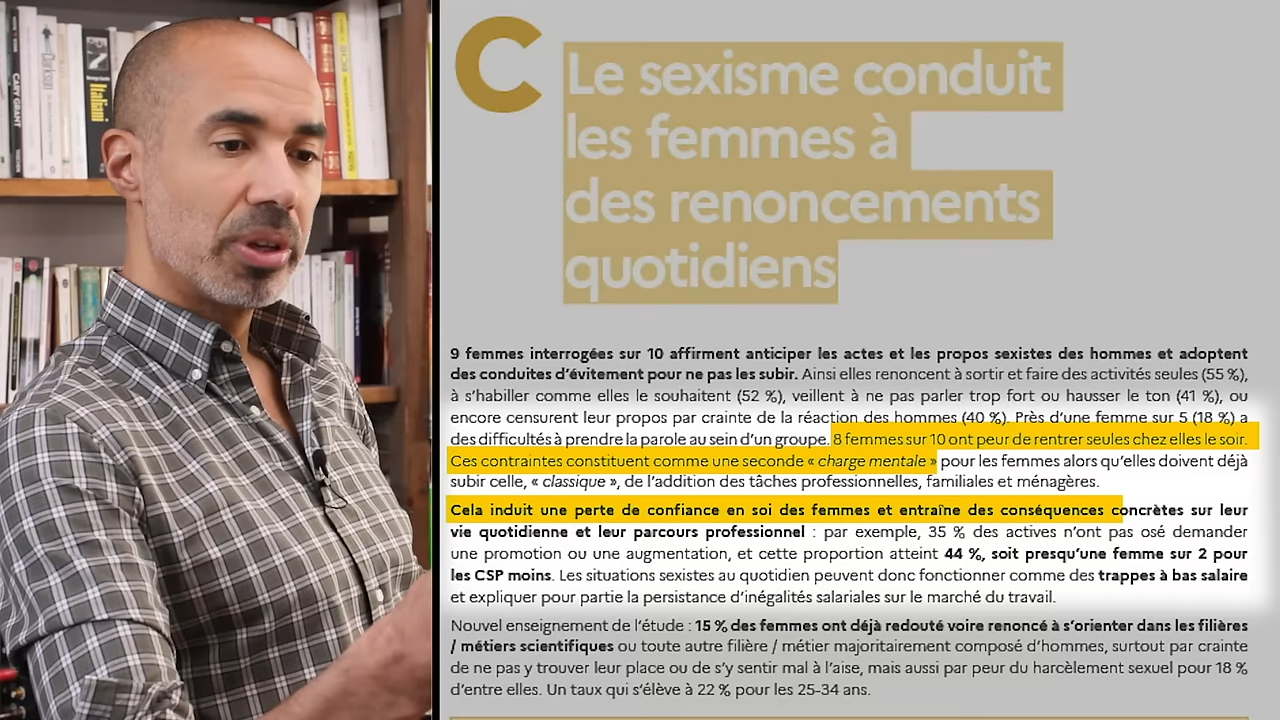 CARY GRANT
Italiani
C
Le sexisme conduit
les femmes à
des renoncements
quotidiens
9 femmes interrogées sur 10 affirment anticiper les actes et les propos sexistes des hommes et adoptent
des conduites d’évitement pour ne pas les subir. Ainsi elles renoncent à sortir et faire des activités seules (55 %),
à s’habiller comme elles le souhaitent (52 %), veillent à ne pas parler trop fort ou hausser le ton (41 %), ou
encore censurent leur propos par crainte de la réaction des hommes (40 %). Près d’une femme sur 5 (18 %) a
des difficultés à prendre la parole au sein d’un groupe. 8 femmes sur 10 ont peur de rentrer seules chez elles le soir.
Ces contraintes constituent comme une seconde « charge mentale » pour les femmes alors qu’elles doivent déjà
subir celle, « classique », de l’addition des tâches professionnelles, familiales et ménagères.
Cela induit une perte de confiance en soi des femmes et entraîne des conséquences concrètes sur leur
vie quotidienne et leur parcours professionnel : par exemple, 35 % des actives n’ont pas osé demander
une promotion ou une augmentation, et cette proportion atteint 44 %, soit presqu’une femme sur 2 pour
les CSP moins. Les situations sexistes au quotidien peuvent donc fonctionner comme des trappes à bas salaire
et expliquer pour partie la persistance d’inégalités salariales sur le marché du travail.
Nouvel enseignement de l’étude : 15 % des femmes ont déjà redouté voire renoncé à s’orienter dans les filières
/ métiers scientifiques ou toute autre filière / métier majoritairement composé d’hommes, surtout par crainte
de ne pas y trouver leur place ou de s’y sentir mal à l’aise, mais aussi par peur du harcèlement sexuel pour 18 %
d’entre elles. Un taux qui s’élève à 22 % pour les 25-34 ans.